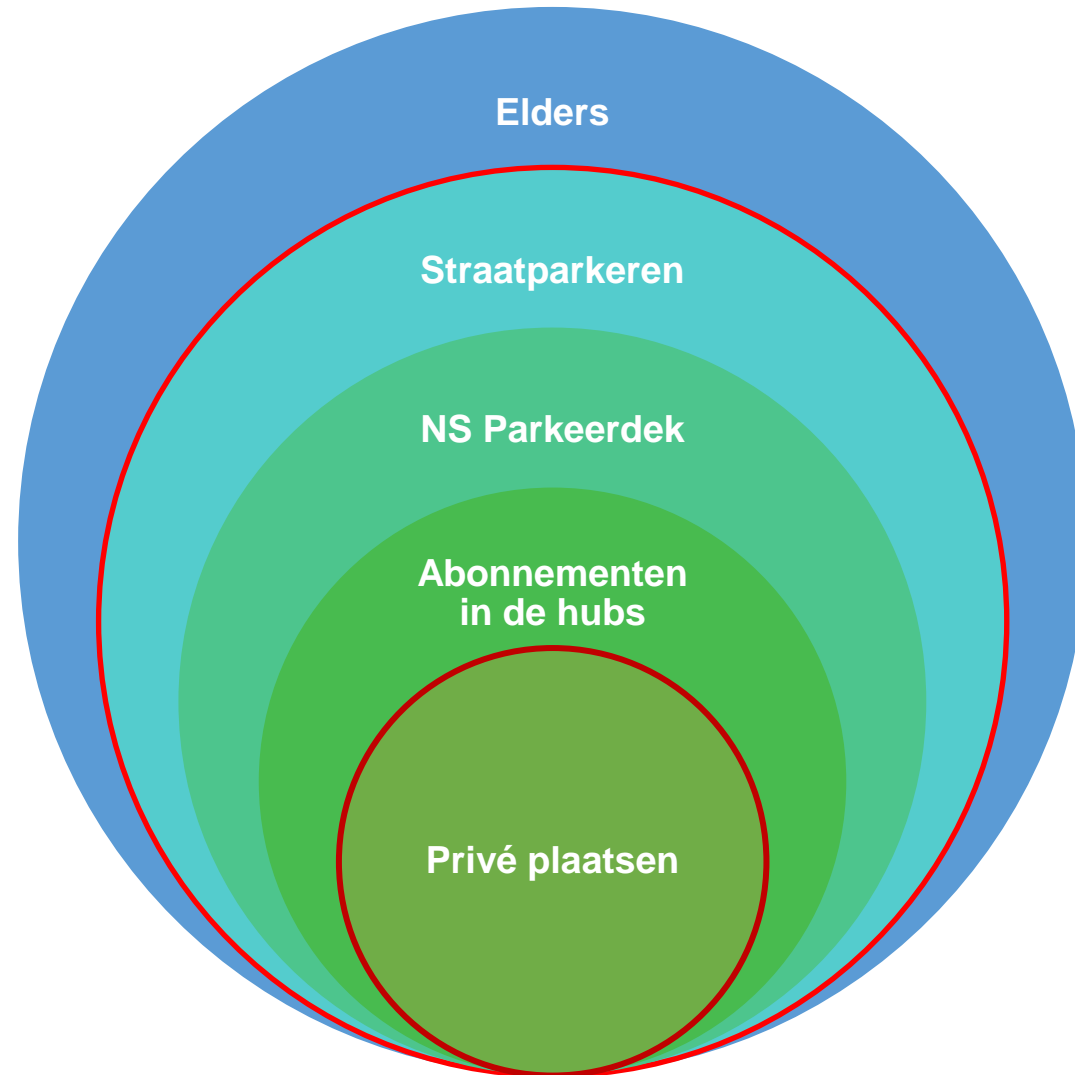 Elders
Straatparkeren
NS Parkeerdek
Abonnementen
in de hubs
Privé plaatsen